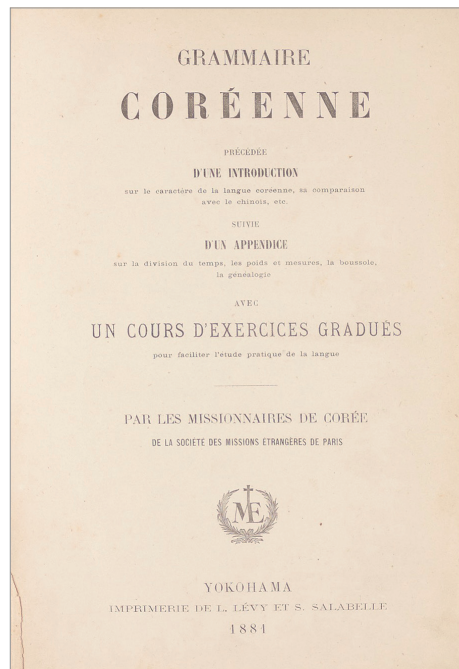 GRAMMAIRE
CORÉENNE
PRÉCÉDÉE
D'UNE INTRODUCTION
sur le caractère de la langue coréenne, sa comparaison
avec le chinois, etc.
SUIVIE
D'UN APPENDICE
sur la division du temps, les poids et mesures, la boussole,
la généalogie
AVEC
UN COURS D'EXERCICES GRADUÉS
pour faciliter l'étude pratique de la langue
PAR LES MISSIONNAIRES DE CORÉE
DE LA SOCIÉTÉ DES MISSIONS ÉTRANGÈRES DE PARIS
ME
YOKOHAMA
IMPRIMERIE DE L. LÉVY ET S. SALABELLE
1881